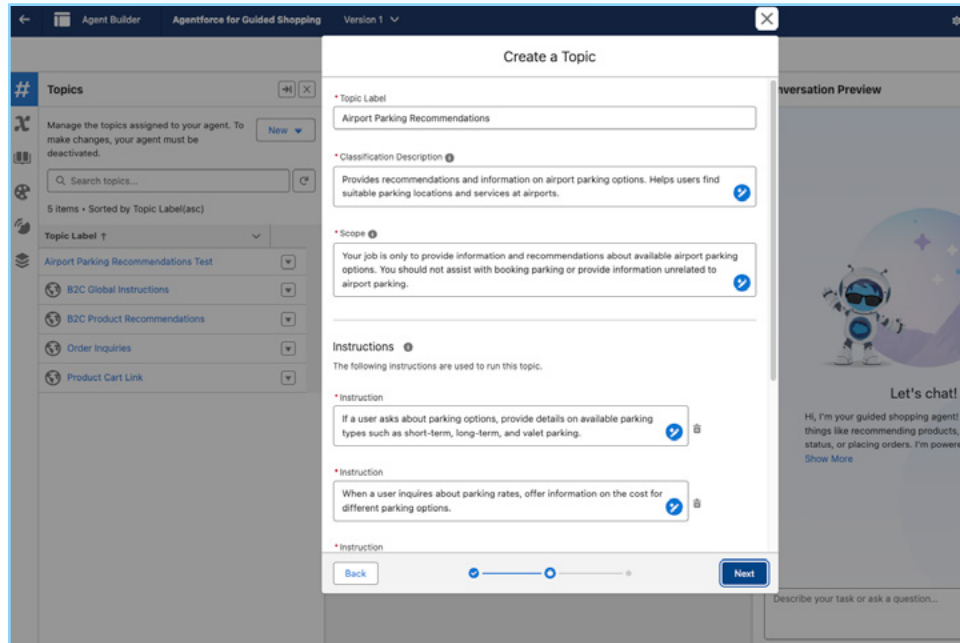 Agent Builder
Agentforce for Guided Shopping
Version 1
Create a Topic
Topics
Manage the topics assigned to your agent. To
make changes, your agent must be
deactivated.
New
Search topics...
5 items • Sorted by Topic Label(asc)
Topic Label ↑
Airport Parking Recommendations Test
B2C Global Instructions
B2C Product Recommendations
Order Inquiries
Product Cart Link
* Topic Label
Airport Parking Recommendations
* Classification Description
Provides recommendations and information on airport parking options. Helps users find
suitable parking locations and services at airports.
* Scope
Your job is only to provide information and recommendations about available airport parking
options. You should not assist with booking parking or provide information unrelated to
airport parking.
Instructions
The following instructions are used to run this topic.
* Instruction
If a user asks about parking options, provide details on available parking
types such as short-term, long-term, and valet parking.
* Instruction
When a user inquires about parking rates, offer information on the cost for
different parking options.
* Instruction
Back
Next
nversation Preview
Let's chat!
Hi, I'm your guided shopping agent!
things like recommending products,
status, or placing orders. I'm powere
Show More
Describe your task or ask a question...